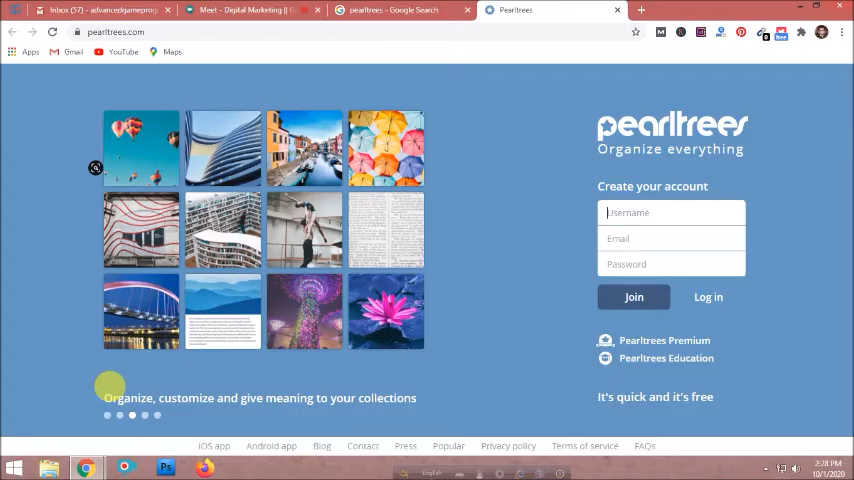 Inbox (57) - advancedgameprog
Meet - Digital Marketing ||
pearltrees - Google Search
Pearltrees
pearltrees.com
Apps
Gmail
YouTube
Maps
pearltrees
Organize everything
Create your account
Username
Email
Password
Join
Log in
Pearltrees Premium
Pearltrees Education
Organize, customize and give meaning to your collections
It's quick and it's free
iOS app
Android app
Blog
Contact
Press
Popular
Privacy policy
Terms of service
FAQs
English
2:28 PM
10/1/2020